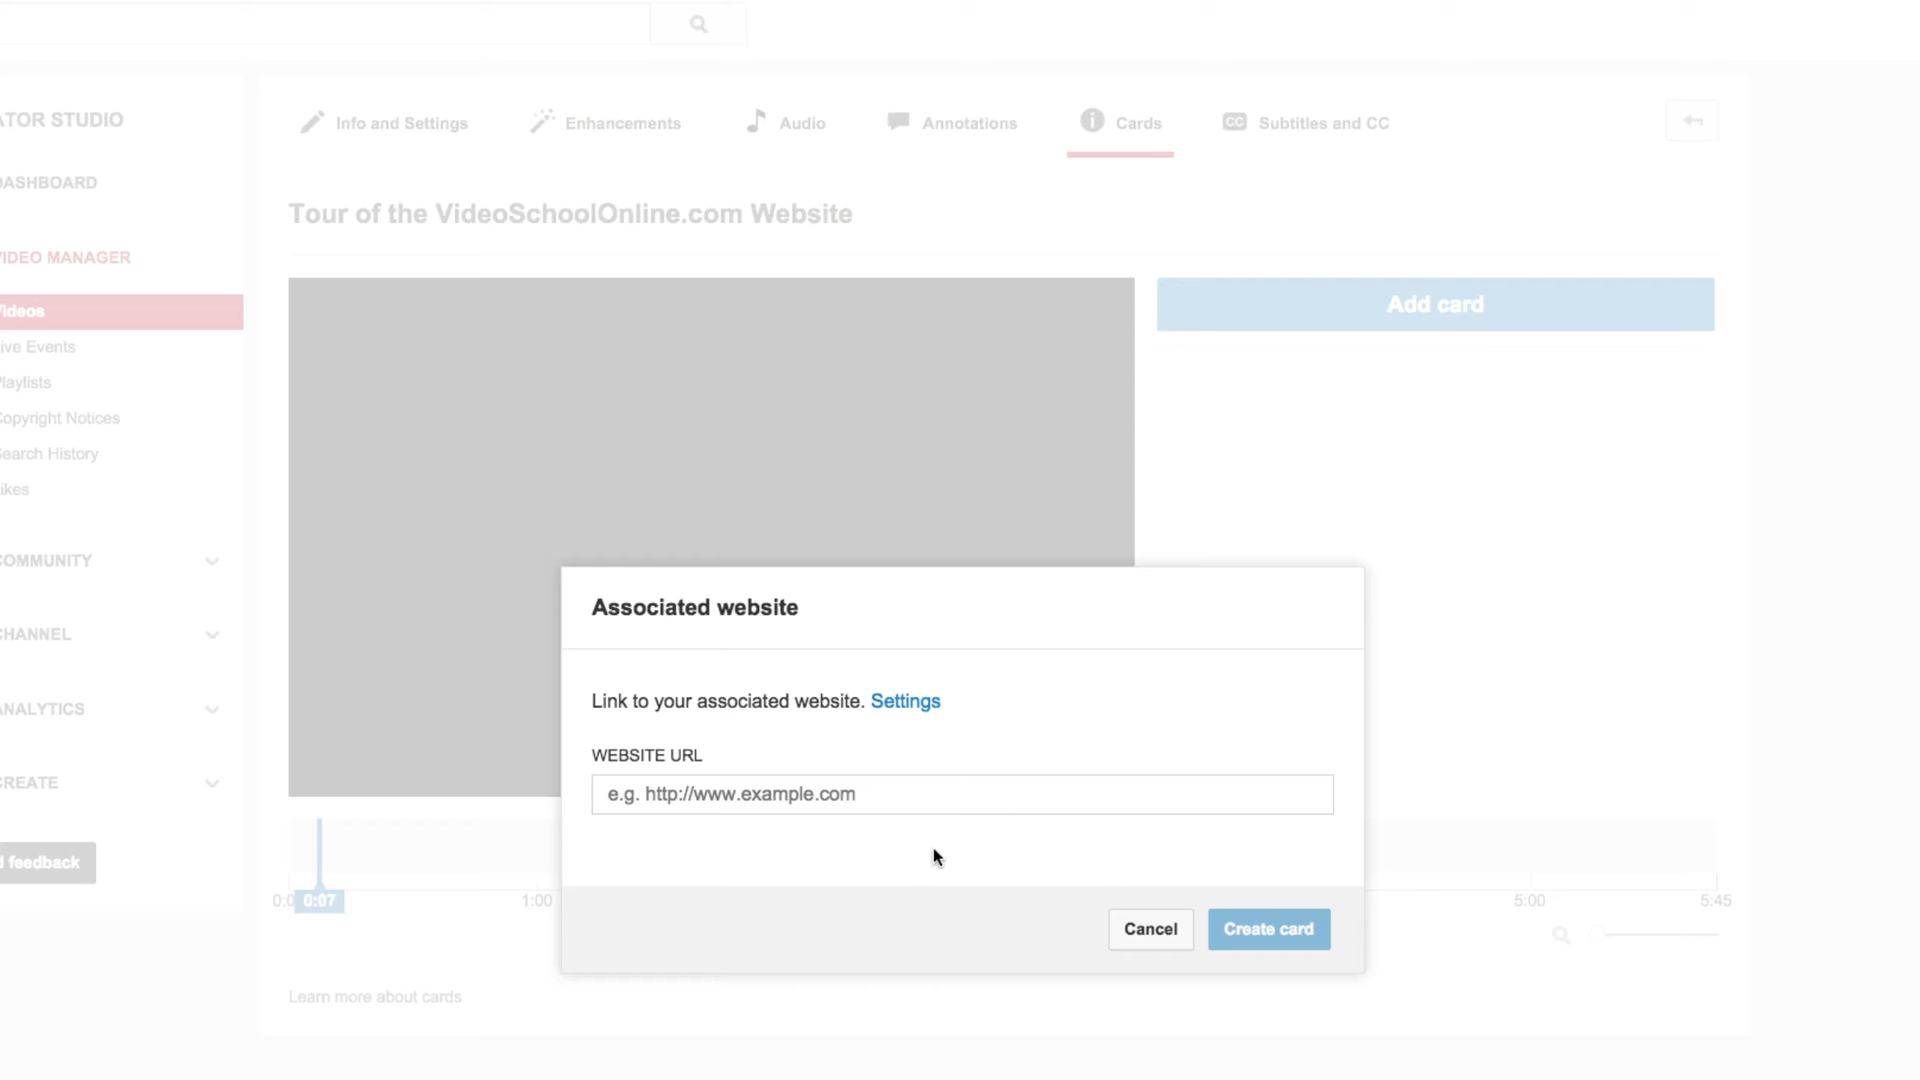 ATOR STUDIO
DASHBOARD
VIDEO MANAGER
Videos
ive Events
Playlists
Copyright Notices
Search History
ikes
COMMUNITY
CHANNEL
ANALYTICS
CREATE
d feedback
Info and Settings
Enhancements
Audio
Annotations
i
Cards
CC
Subtitles and CC
Tour of the VideoSchoolOnline.com Website
Add card
Associated website
Link to your associated website. Settings
WEBSITE URL
e.g. http://www.example.com
Cancel
Create card
0:0
0:07
1:00
5:00
5:45
Learn more about cards